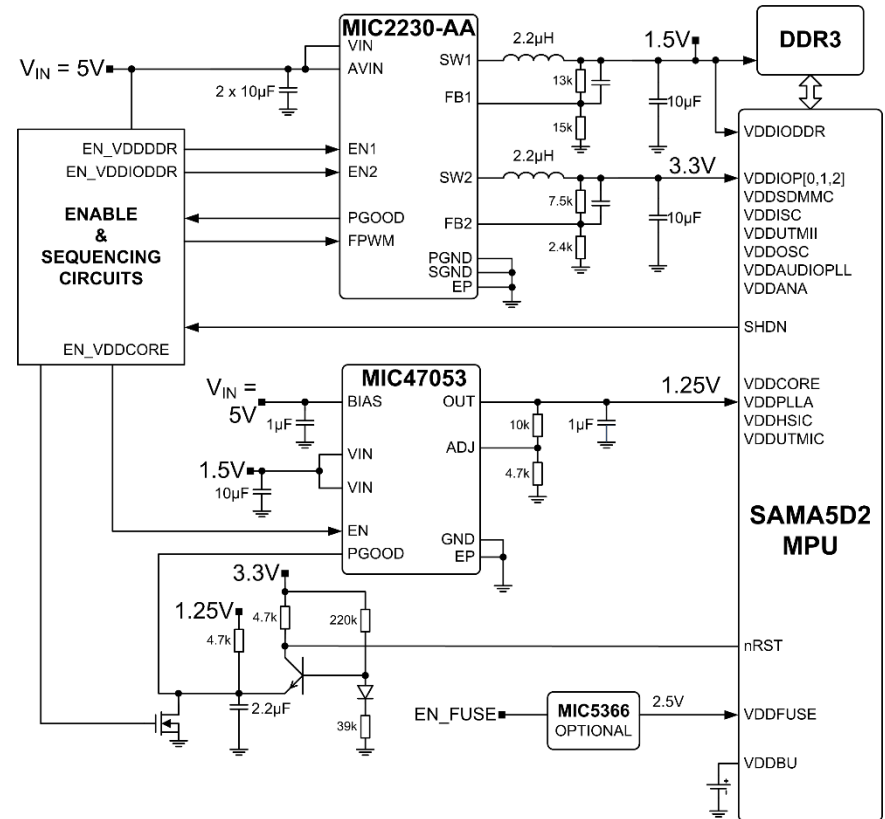 MIC2230-AA
VIN
AVIN
SW1
FB1
EN1
EN2
SW2
PGOOD
FPWM
FB2
PGND
SGND
EP
V_IN = 5V
2 x 10µF
2.2µH
13k
15k
10µF
1.5V
DDR3
2.2µH
7.5k
2.4k
10µF
3.3V
EN_VDDDDR
EN_VDDIODDR
ENABLE
&
SEQUENCING
CIRCUITS
EN_VDDCORE
VDDIODDR
VDDIOP[0,1,2]
VDDSDMMC
VDDISC
VDDUTMII
VDDOSC
VDDAUDIOPLL
VDDANA
SHDN
VDDCORE
VDDPLLA
VDDHSIC
VDDUTMIC
SAMA5D2
MPU
nRST
VDDFUSE
VDDBU
MIC47053
BIAS
OUT
VIN
ADJ
VIN
EN
GND
PGOOD
EP
V_IN =
5V
1µF
1.5V
10µF
10k
4.7k
1µF
1.25V
3.3V
1.25V
4.7k
4.7k
220k
2.2µF
39k
EN_FUSE
MIC5366
OPTIONAL
2.5V
+
-